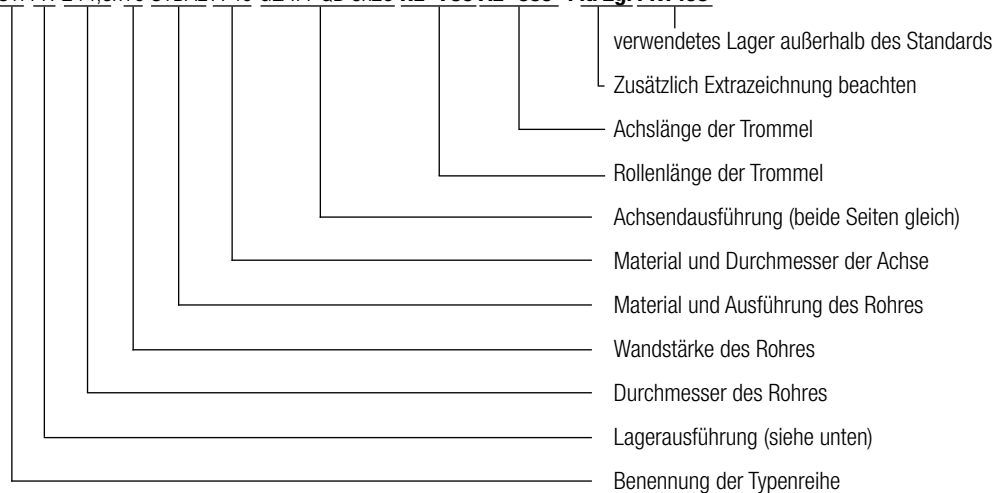 verwendetes Lager außerhalb des Standards
Zusätzlich Extrazeichnung beachten
Achslänge der Trommel
Rollenlänge der Trommel
Achsendausführung (beide Seiten gleich)
Material und Durchmesser der Achse
Material und Ausführung des Rohres
Wandstärke des Rohres
Durchmesser des Rohres
Lagerausführung (siehe unten)
Benennung der Typenreihe